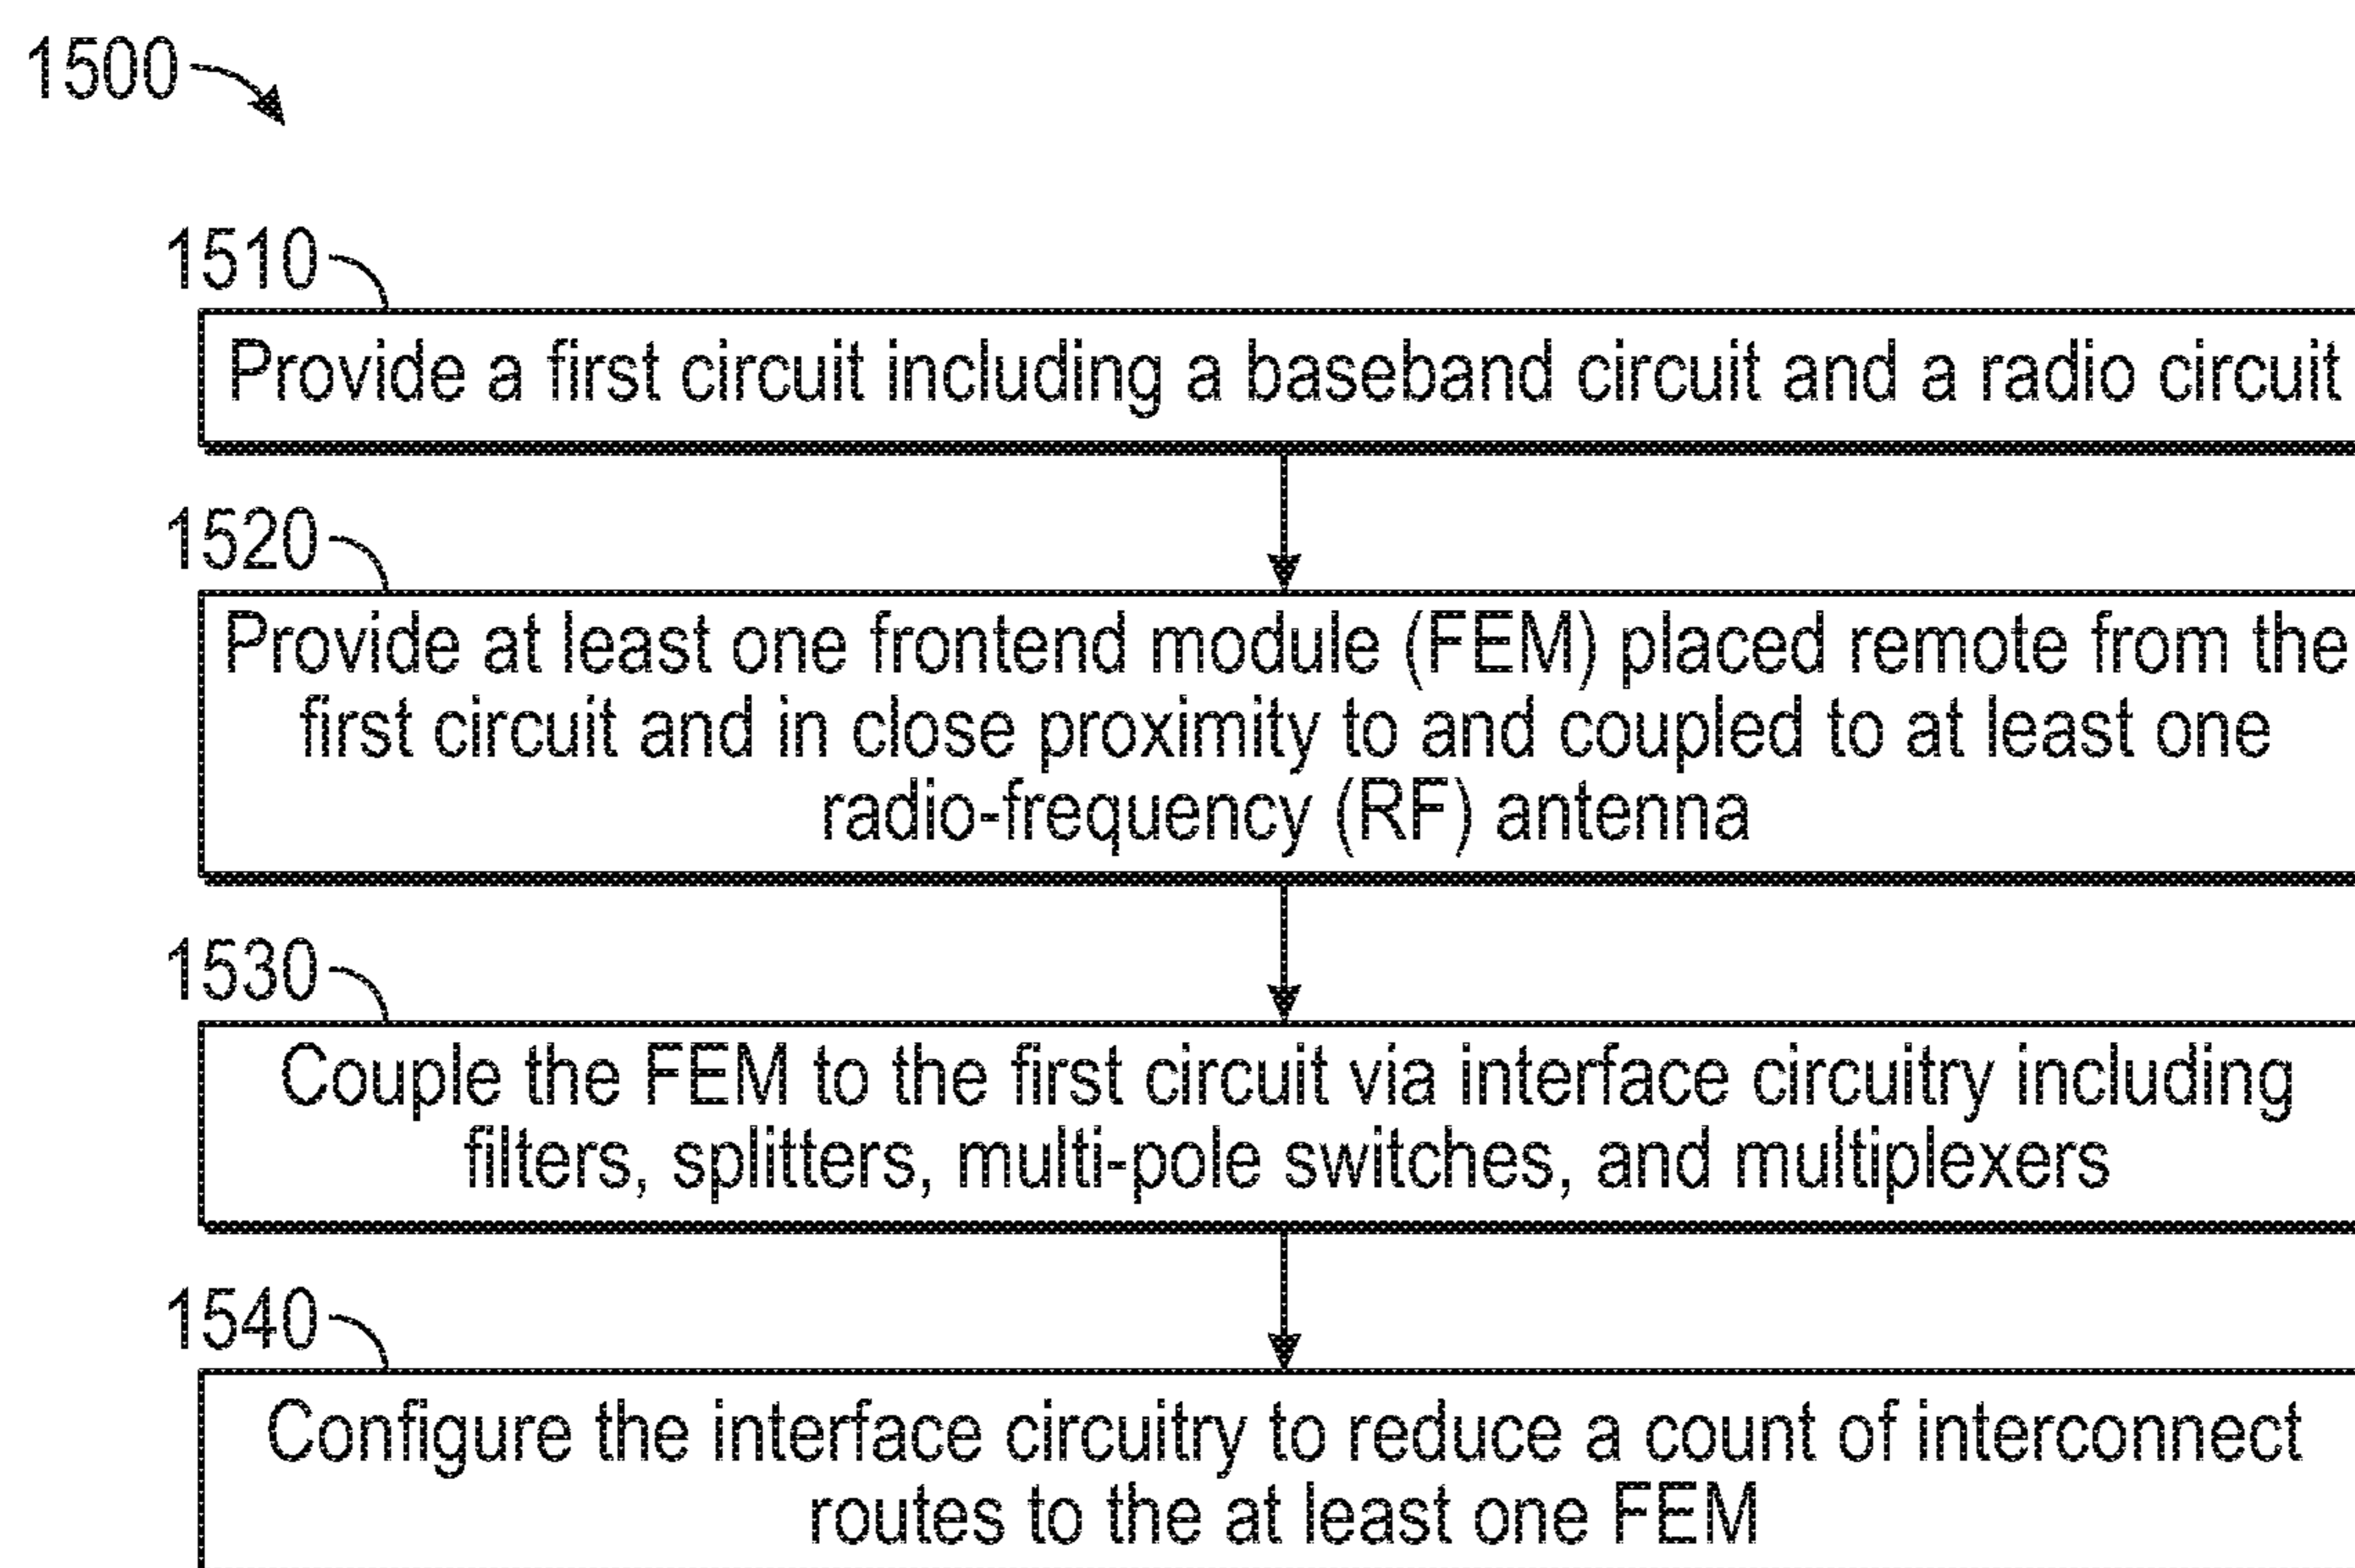 1500
1510
Provide a first circuit including a baseband circuit and a radio circuit
1520
Provide at least one frontend module (FEM) placed remote from the
first circuit and in close proximity to and coupled to at least one
radio-frequency (RF) antenna
1530
Couple the FEM to the first circuit via interface circuitry including
filters, splitters, multi-pole switches, and multiplexers
1540
Configure the interface circuitry to reduce a count of interconnect
routes to the at least one FEM